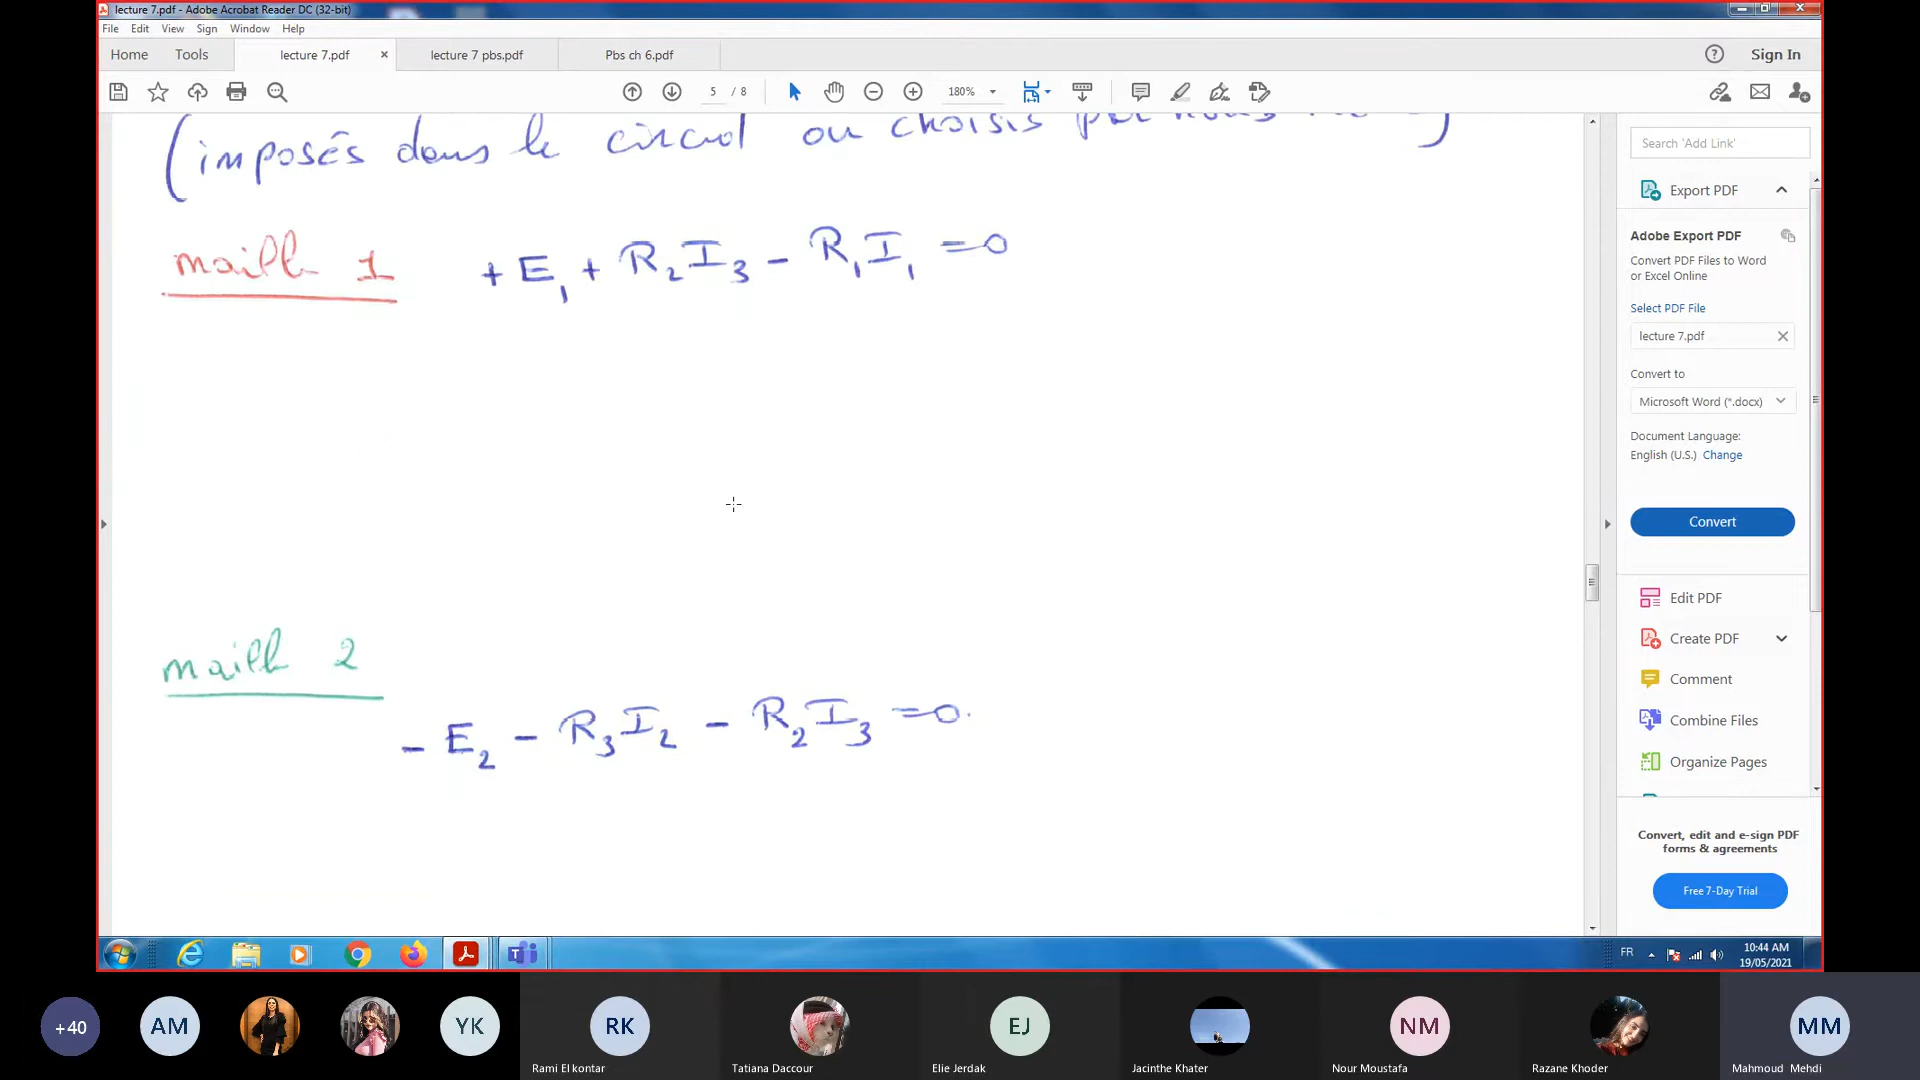 lecture 7.pdf - Adobe Acrobat Reader DC (32-bit)
File Edit View Sign Window Help
Home Tools lecture 7.pdf × lecture 7 pbs.pdf Pbs ch 6.pdf Sign In
5 / 8 180%
(imposés dans le circuit ou choisis par nous
maille 1 + E₁ + R₂I₃ - R₁I₁ = 0
maille 2
- E₂ - R₃I₂ - R₂I₃ = 0.
Search 'Add Link'
Export PDF
Adobe Export PDF
Convert PDF Files to Word
or Excel Online
Select PDF File
lecture 7.pdf
Convert to
Microsoft Word (*.docx)
Document Language:
English (U.S.) Change
Convert
Edit PDF
Create PDF
Comment
Combine Files
Organize Pages
Convert, edit and e-sign PDF
forms & agreements
Free 7-Day Trial
FR 10:44 AM
19/05/2021
+40 AM YK RK EJ NM MM
Rami El kontar Tatiana Daccour Elie Jerdak Jacinthe Khater Nour Moustafa Razane Khoder Mahmoud Mehdi